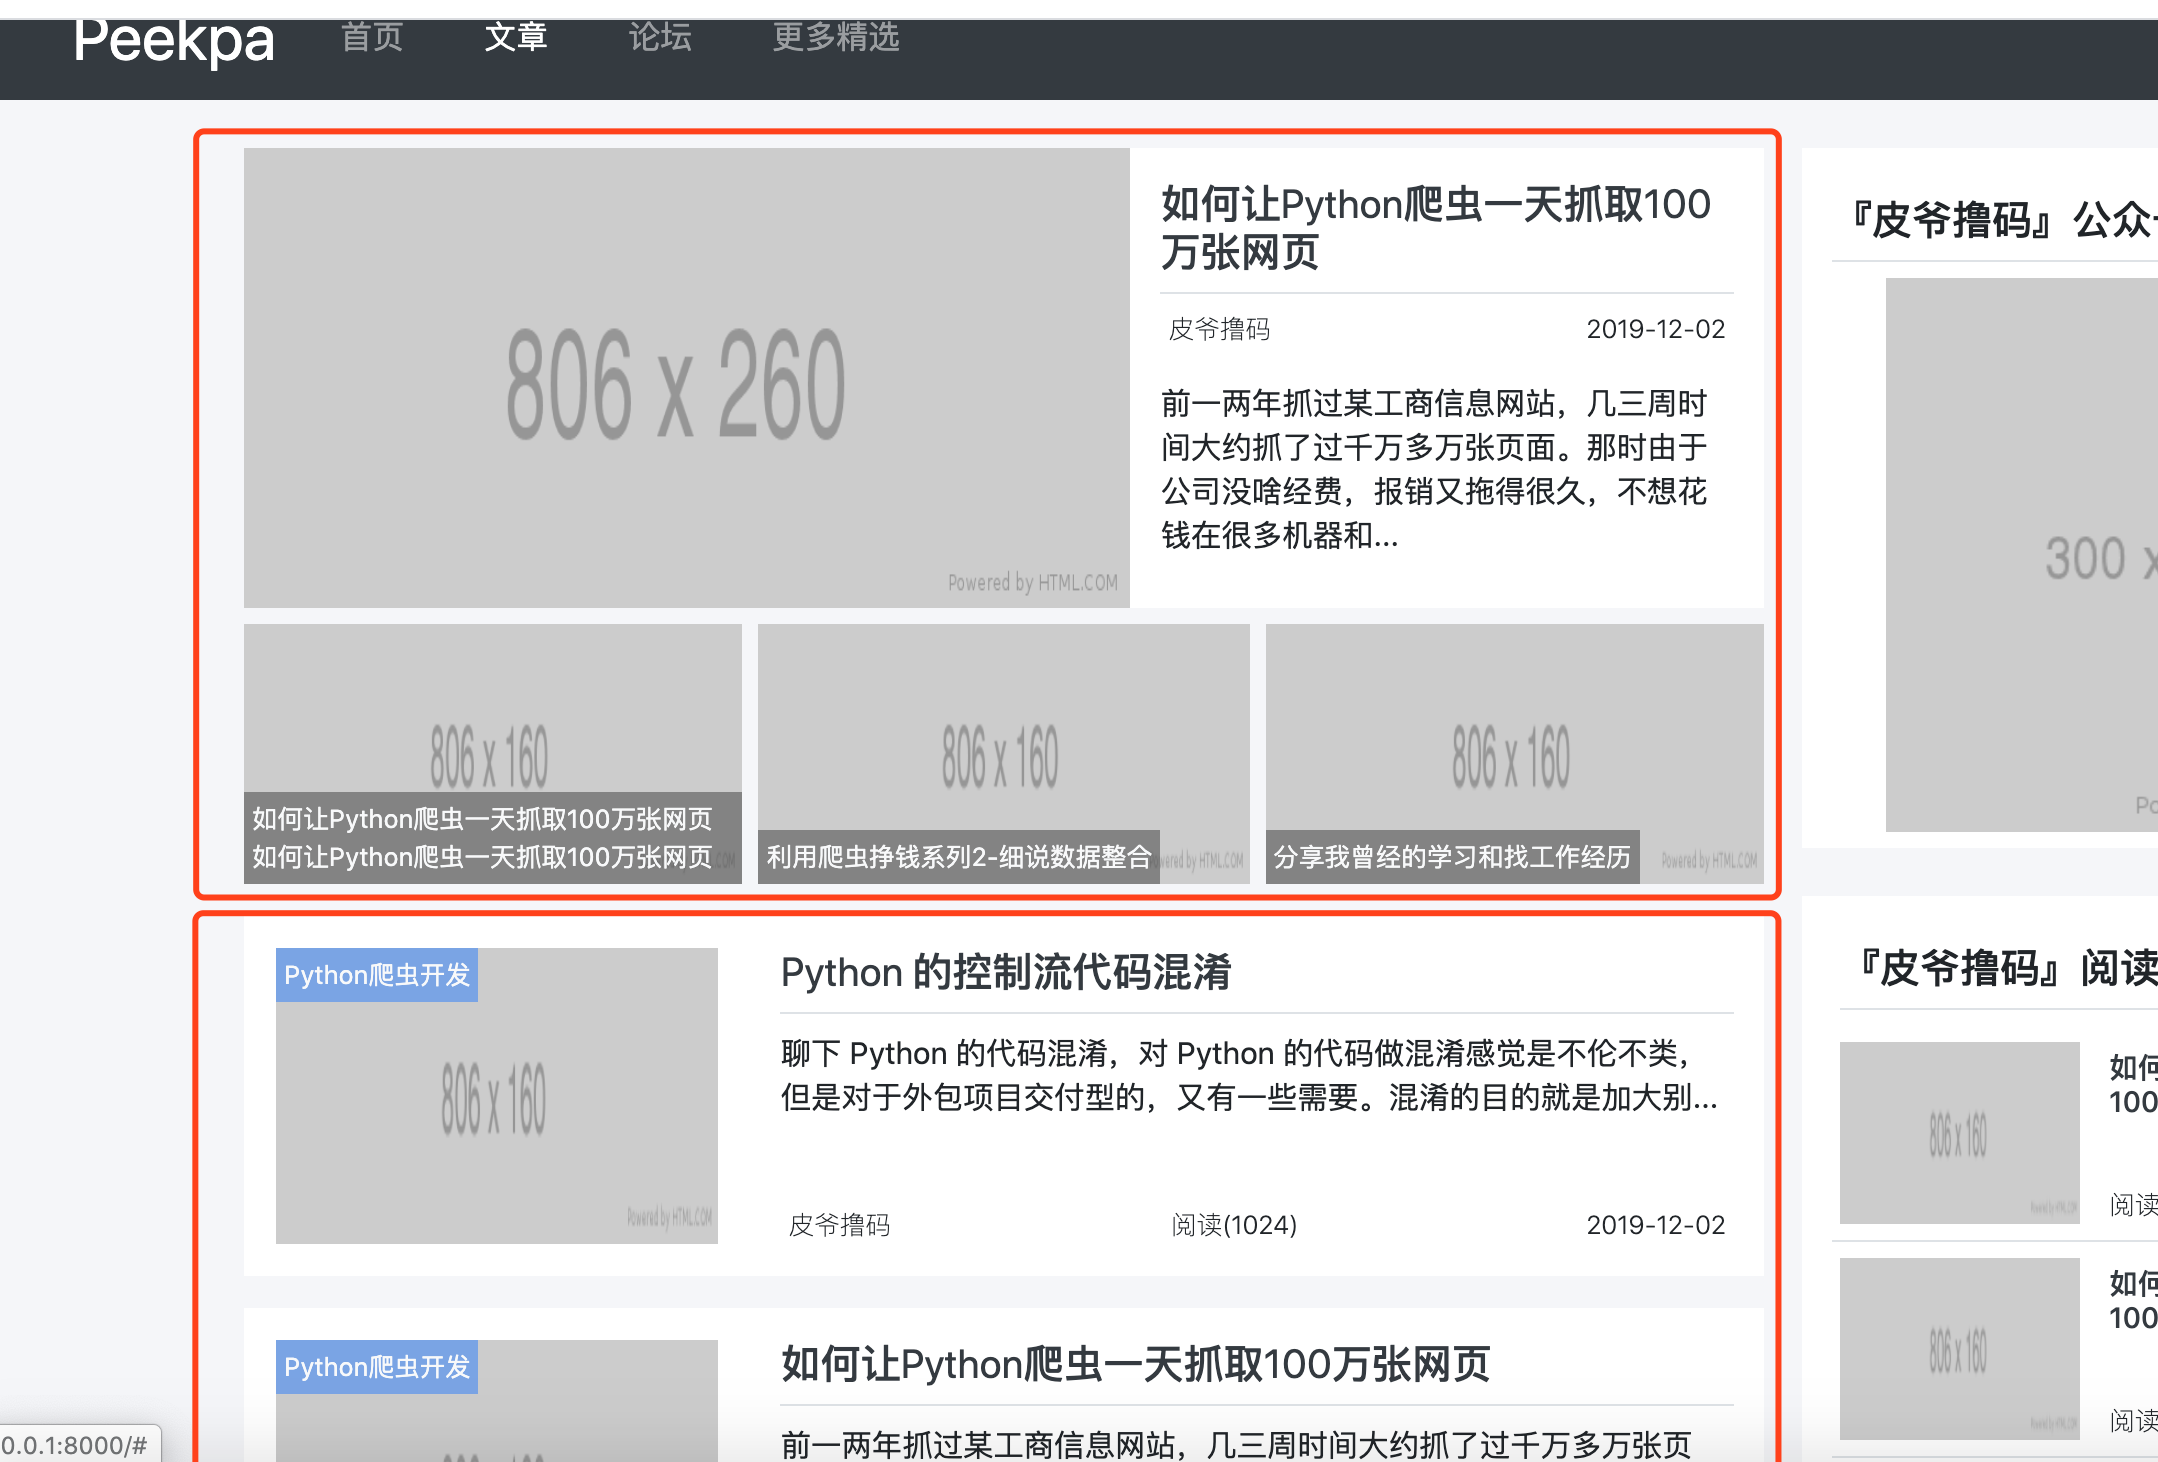 Peekpa
首页
文章
论坛
更多精选
806 x 260
Powered by HTML.COM
如何让Python爬虫一天抓取100
万张网页
皮爷撸码
2019-12-02
前一两年抓过某工商信息网站，几三周时
间大约抓了过千万多万张页面。那时由于
公司没啥经费，报销又拖得很久，不想花
钱在很多机器和...
806 x 160
如何让Python爬虫一天抓取100万张网页
如何让Python爬虫一天抓取100万张网页
806 x 160
利用爬虫挣钱系列2-细说数据整合
wered by HTML.COM
806 x 160
分享我曾经的学习和找工作经历
Powered by HTML.COM
Python爬虫开发
806 x 160
Powered by HTML.COM
Python 的控制流代码混淆
聊下 Python 的代码混淆，对 Python 的代码做混淆感觉是不伦不类，
但是对于外包项目交付型的，又有一些需要。混淆的目的就是加大别...
皮爷撸码
阅读(1024)
2019-12-02
Python爬虫开发
如何让Python爬虫一天抓取100万张网页
前一两年抓过某工商信息网站，几三周时间大约抓了过千万多万张页
『皮爷撸码』公众
300 x
Po
『皮爷撸码』阅读
806 x 160
如何
100
阅读
806 x 160
如何
100
阅读
0.0.1:8000/#